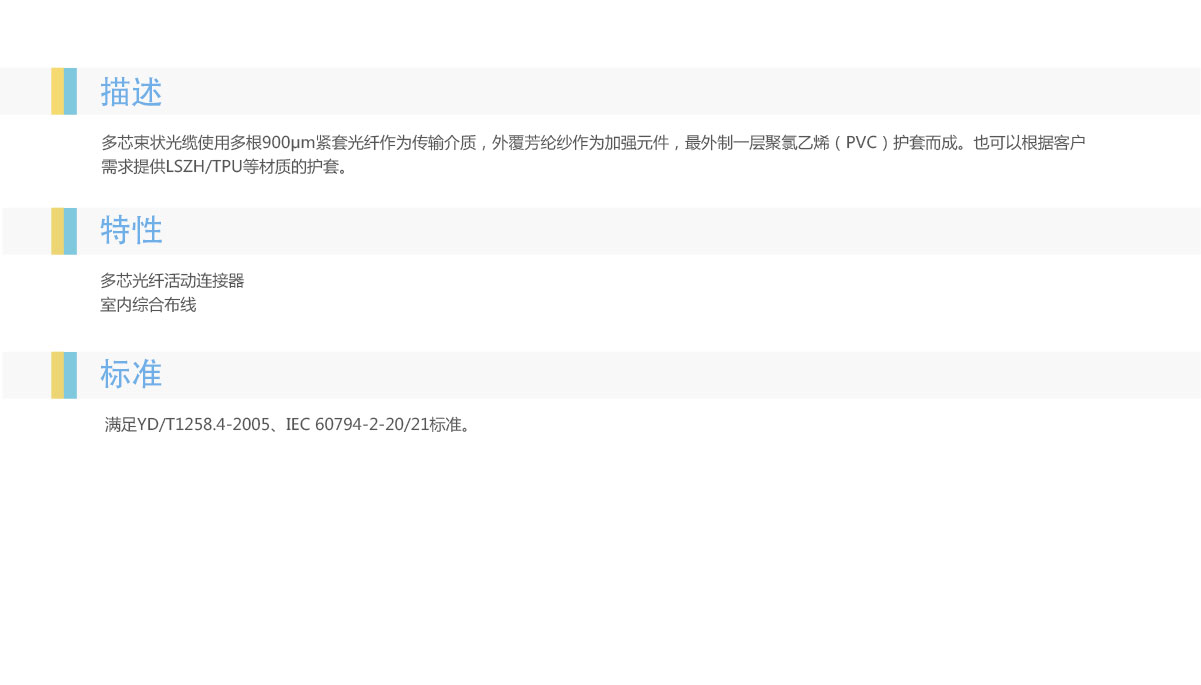 描述
多芯束状光缆使用多根900μm紧套光纤作为传输介质，外覆芳纶纱作为加强元件，最外制一层聚氯乙烯（PVC）护套而成。也可以根据客户
需求提供LSZH/TPU等材质的护套。
特性
多芯光纤活动连接器
室内综合布线
标准
满足YD/T1258.4-2005、IEC 60794-2-20/21标准。